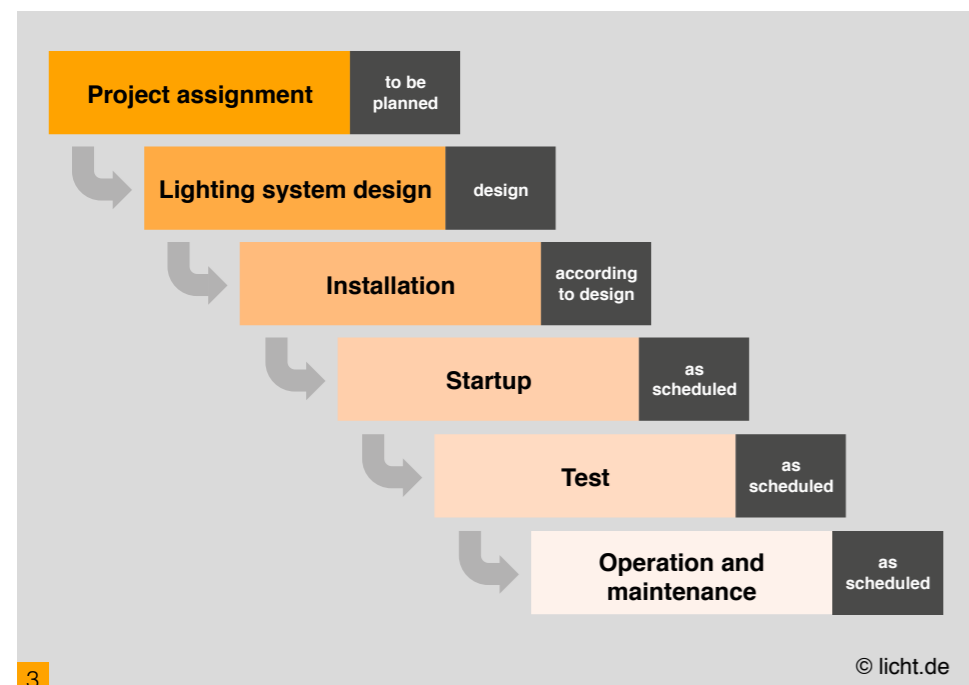 Project assignment
to be
planned
Lighting system design
design
Installation
according
to design
Startup
as
scheduled
Test
as
scheduled
Operation and
maintenance
as
scheduled
3
© licht.de